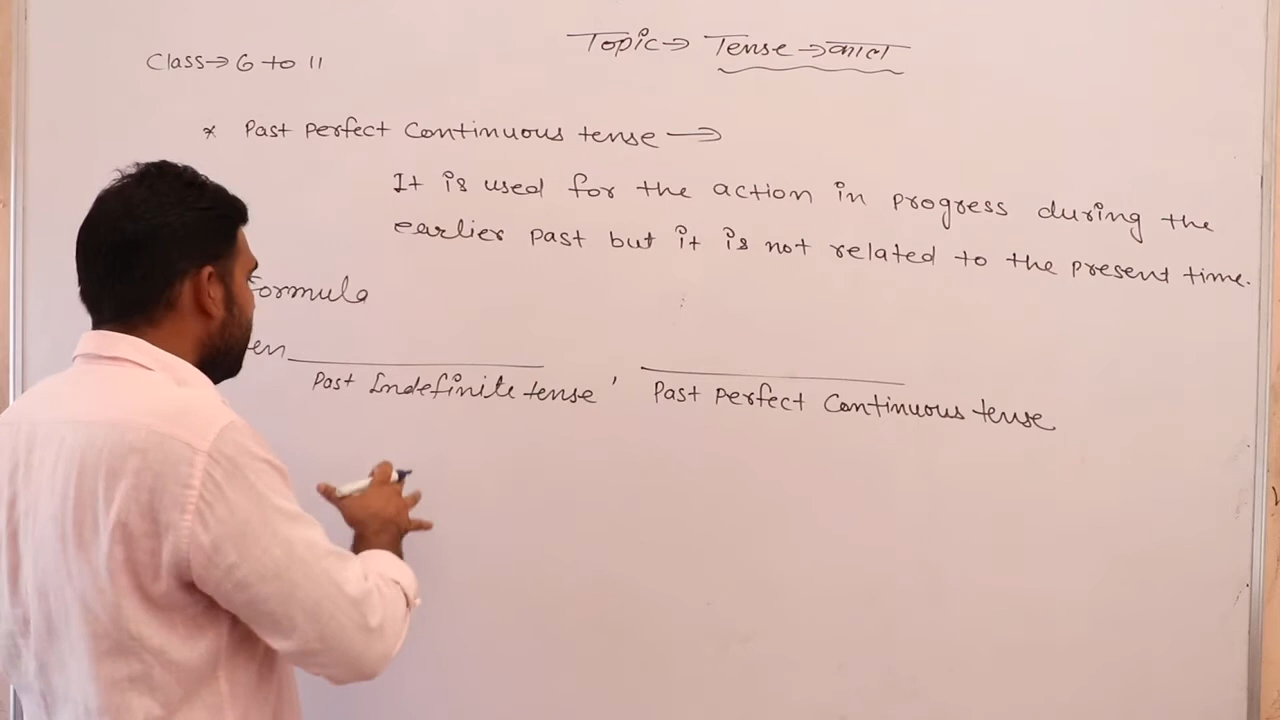 Class→ 6 to 11
Topic→ Tense→काल
* Past perfect Continuous tense →
It is used for the action in progress during the
earlier past but it is not related to the present time.
Formula
en
Past Indefinite tense , Past perfect Continuous tense